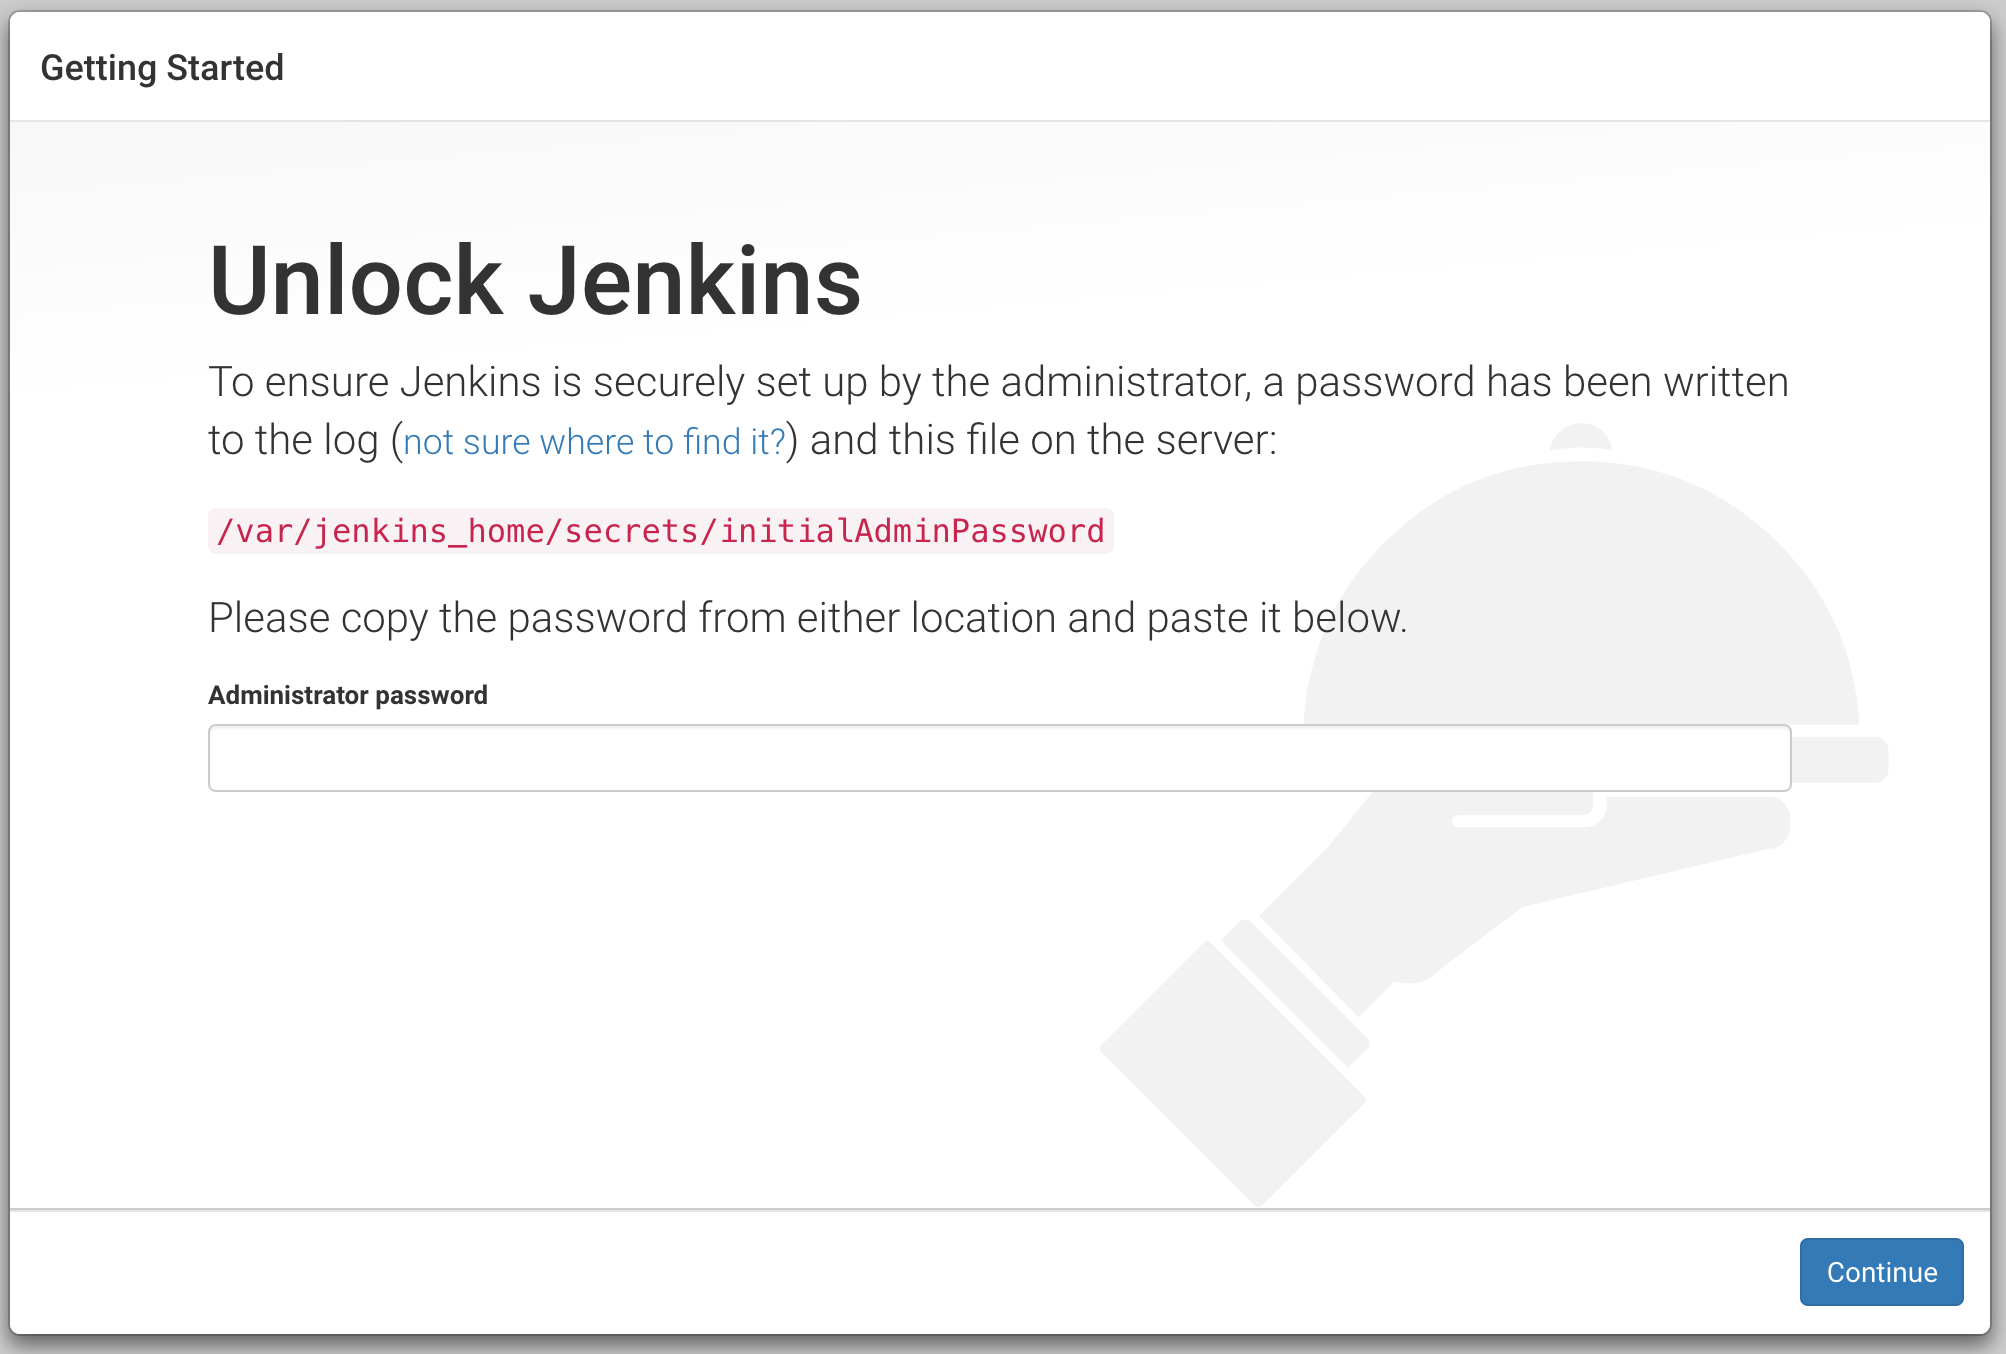 Getting Started
Unlock Jenkins
To ensure Jenkins is securely set up by the administrator, a password has been written
to the log (not sure where to find it?) and this file on the server:
/var/jenkins_home/secrets/initialAdminPassword
Please copy the password from either location and paste it below.
Administrator password
Continue